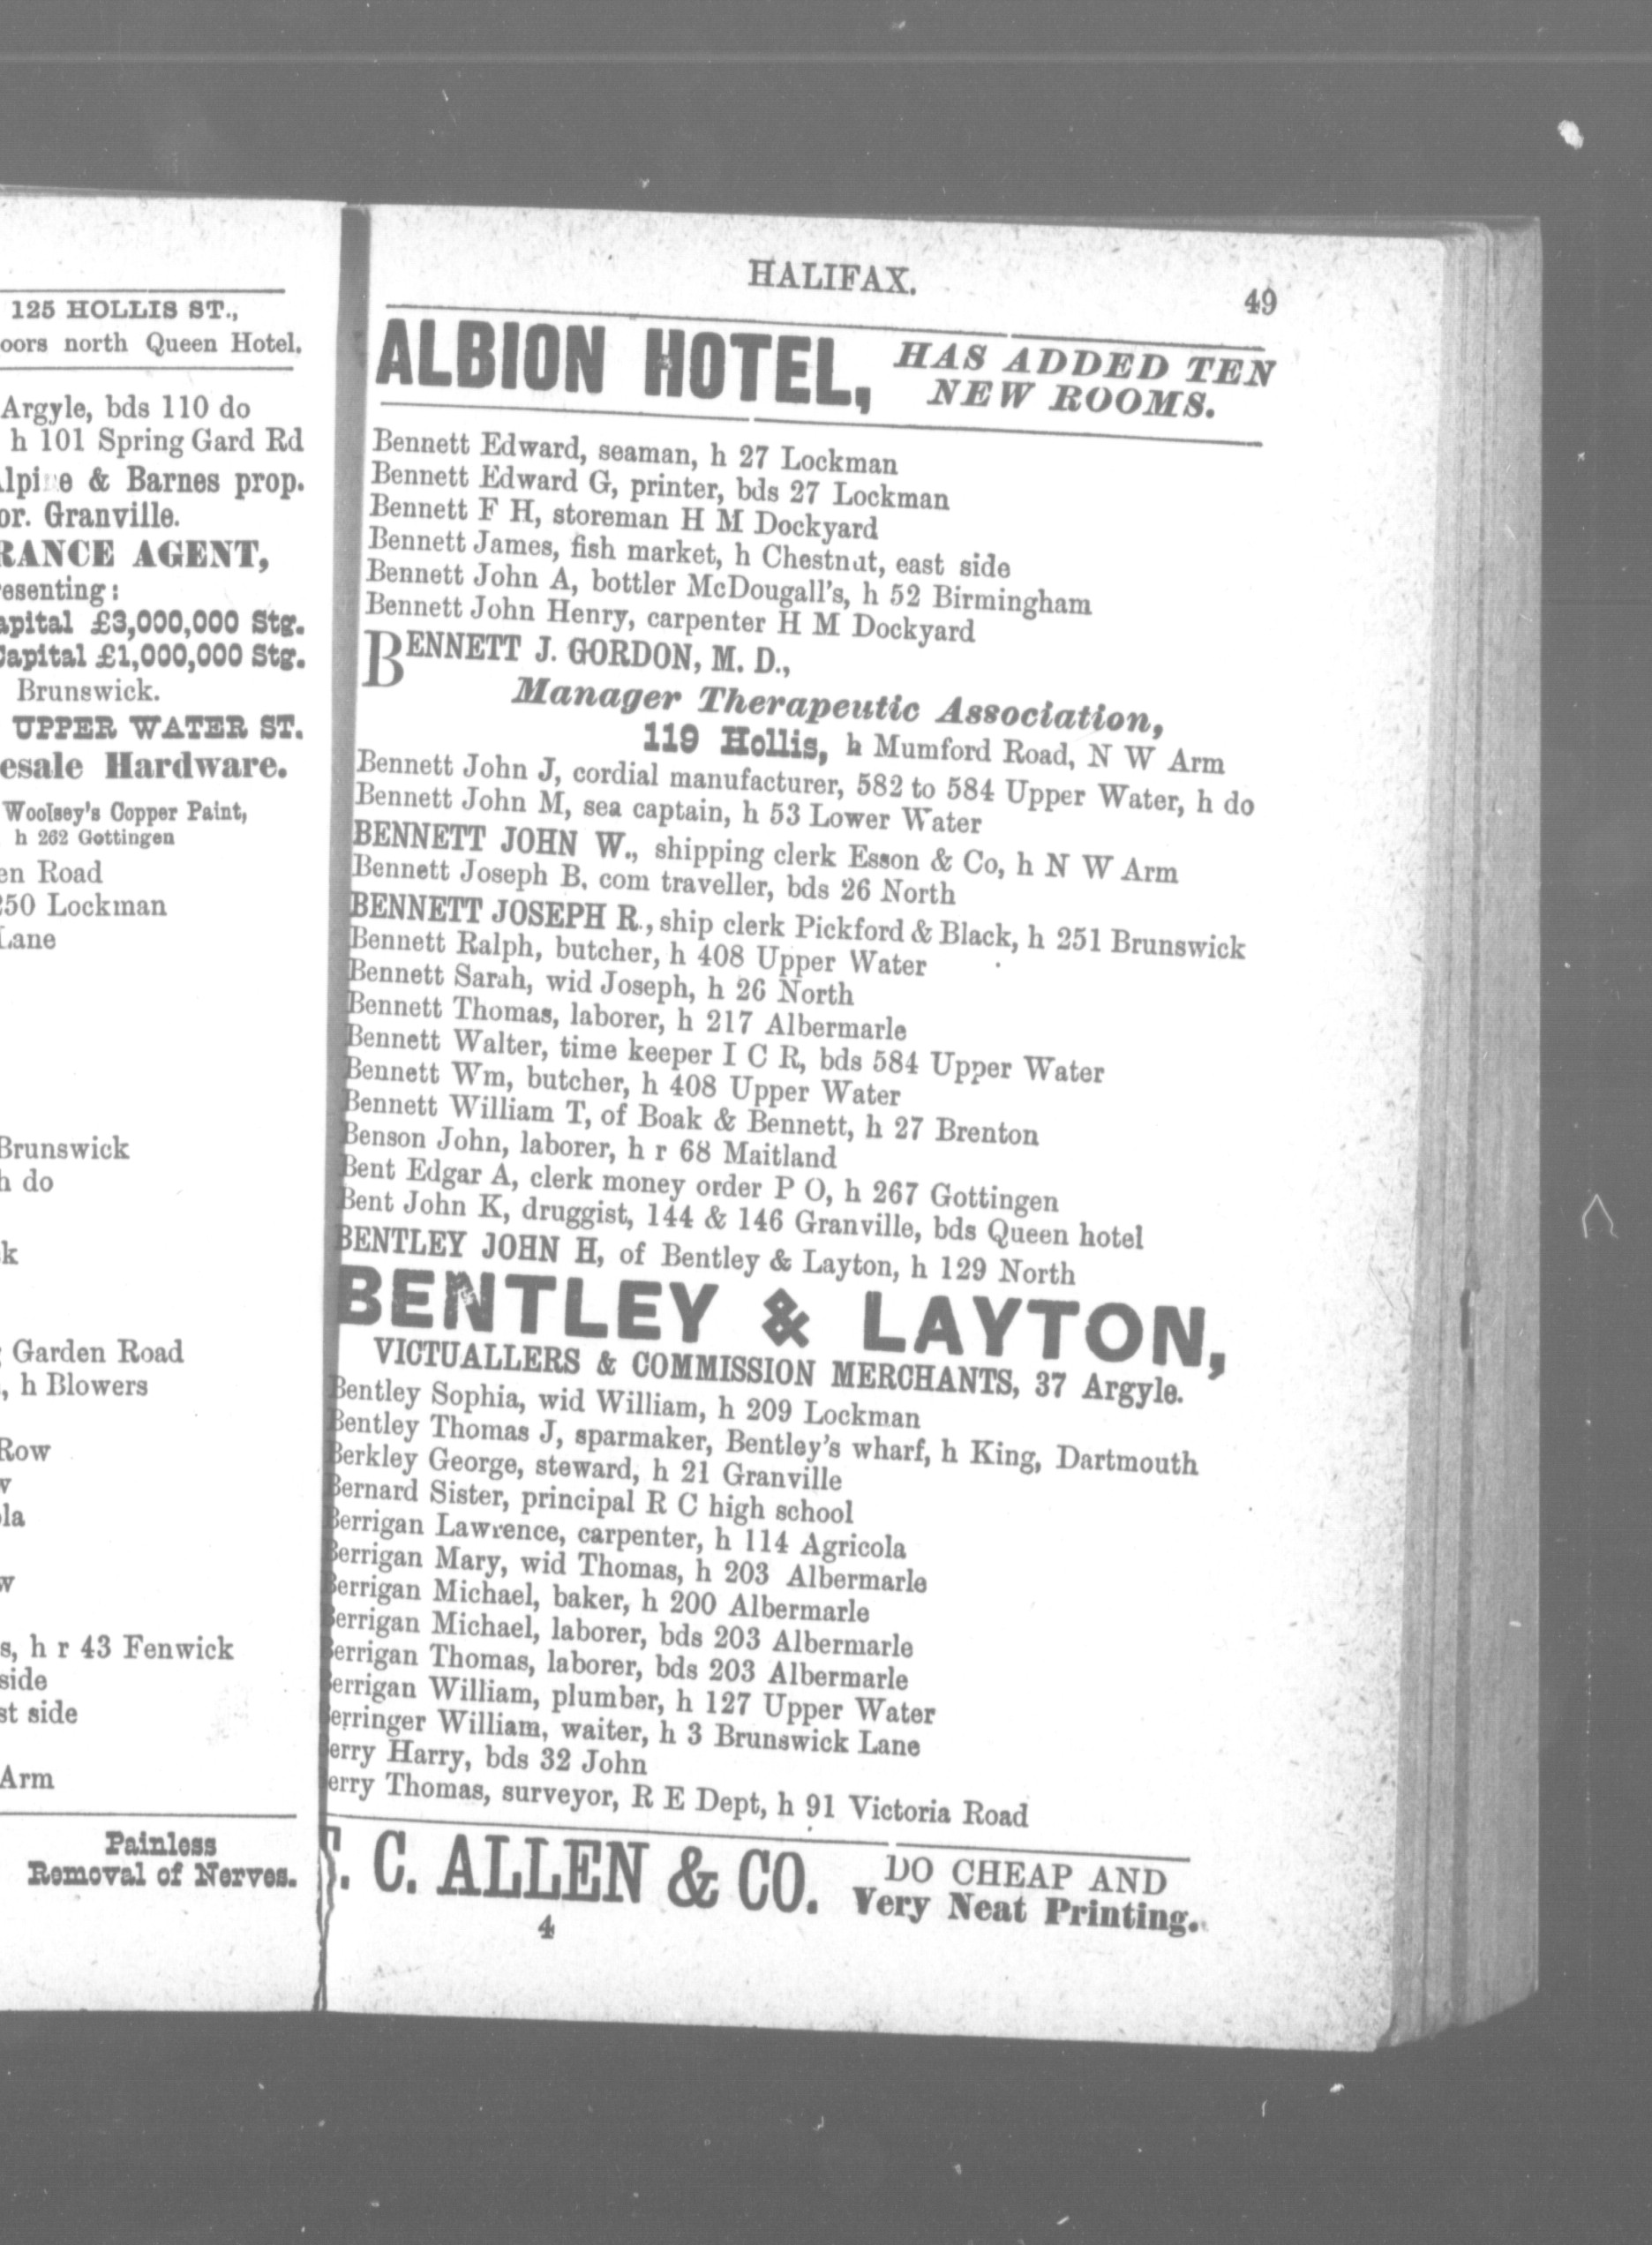 125 HOLLIS ST.,
oors north Queen Hotel.
Argyle, bds 110 do
h 101 Spring Gard Rd
& Barnes prop.
or. Granville.
RANCE AGENT,
esenting:
apital £3,000,000 Stg.
Capital £1,000,000 Stg.
Brunswick.
UPPER WATER ST.
esale Hardware.
Woolsey's Copper Paint,
h 262 Gottingen
en Road
250 Lockman
Lane
Brunswick
h do
k
Garden Road
, h Blowers
Row
w
ola
w
s, h r 43 Fenwick
side
st side
Arm
Painless
Removal of Nerves.
HALIFAX.
49
ALBION HOTEL, HAS ADDED TEN
NEW ROOMS.
Bennett Edward, seaman, h 27 Lockman
Bennett Edward G, printer, bds 27 Lockman
Bennett F H, storeman H M Dockyard
Bennett James, fish market, h Chestnut, east side
Bennett John A, bottler McDougall's, h 52 Birmingham
Bennett John Henry, carpenter H M Dockyard
BENNETT J. GORDON, M. D.,
Manager Therapeutic Association,
119 Hollis, h Mumford Road, N W Arm
Bennett John J, cordial manufacturer, 582 to 584 Upper Water, h do
Bennett John M, sea captain, h 53 Lower Water
BENNETT JOHN W., shipping clerk Esson & Co, h N W Arm
Bennett Joseph B, com traveller, bds 26 North
BENNETT JOSEPH R., ship clerk Pickford & Black, h 251 Brunswick
Bennett Ralph, butcher, h 408 Upper Water
Bennett Sarah, wid Joseph, h 26 North
Bennett Thomas, laborer, h 217 Albermarle
Bennett Walter, time keeper I C R, bds 584 Upper Water
Bennett Wm, butcher, h 408 Upper Water
Bennett William T, of Boak & Bennett, h 27 Brenton
Benson John, laborer, h r 68 Maitland
Bent Edgar A, clerk money order P O, h 267 Gottingen
Bent John K, druggist, 144 & 146 Granville, bds Queen hotel
BENTLEY JOHN H, of Bentley & Layton, h 129 North
BENTLEY & LAYTON,
VICTUALLERS & COMMISSION MERCHANTS, 37 Argyle.
Bentley Sophia, wid William, h 209 Lockman
Bentley Thomas J, sparmaker, Bentley's wharf, h King, Dartmouth
Berkley George, steward, h 21 Granville
Bernard Sister, principal R C high school
Berrigan Lawrence, carpenter, h 114 Agricola
Berrigan Mary, wid Thomas, h 203 Albermarle
Berrigan Michael, baker, h 200 Albermarle
Berrigan Michael, laborer, bds 203 Albermarle
Berrigan Thomas, laborer, bds 203 Albermarle
errigan William, plumber, h 127 Upper Water
erringer William, waiter, h 3 Brunswick Lane
erry Harry, bds 32 John
erry Thomas, surveyor, R E Dept, h 91 Victoria Road
T. C. ALLEN & CO. DO CHEAP AND
Very Neat Printing.
4